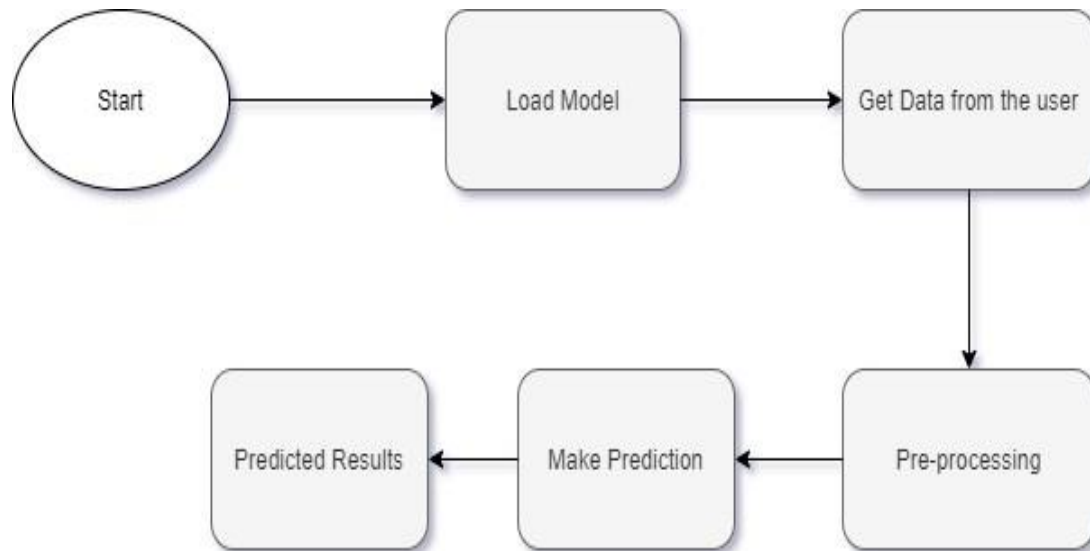 Start
Load Model
Get Data from the user
Pre-processing
Make Prediction
Predicted Results